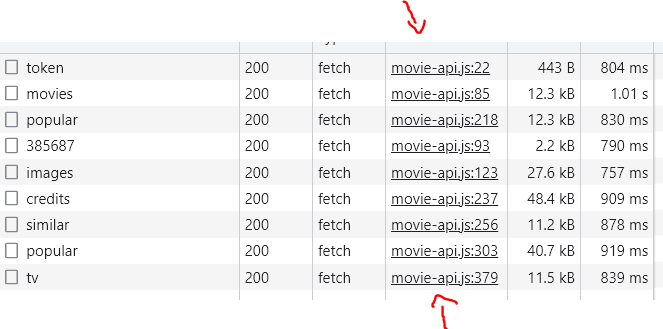 token 200 fetch movie-api.js:22 443 B 804 ms
movies 200 fetch movie-api.js:85 12.3 kB 1.01 s
popular 200 fetch movie-api.js:218 12.3 kB 830 ms
385687 200 fetch movie-api.js:93 2.2 kB 790 ms
images 200 fetch movie-api.js:123 27.6 kB 757 ms
credits 200 fetch movie-api.js:237 48.4 kB 909 ms
similar 200 fetch movie-api.js:256 11.2 kB 878 ms
popular 200 fetch movie-api.js:303 40.7 kB 919 ms
tv 200 fetch movie-api.js:379 11.5 kB 839 ms